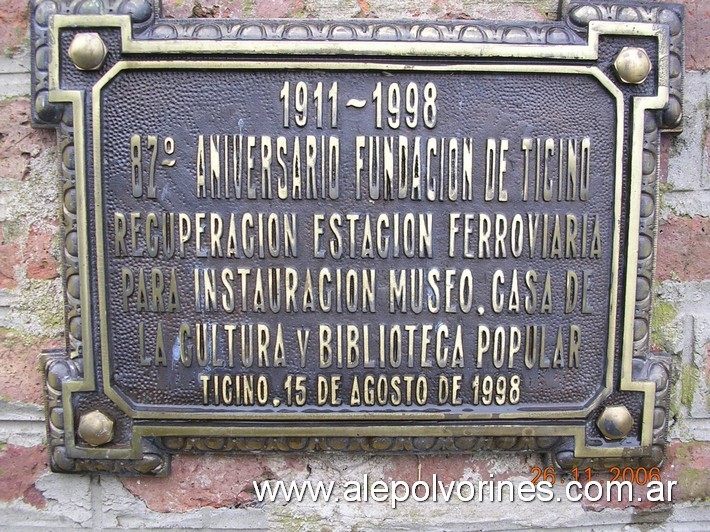 1911 - 1998
87º ANIVERSARIO FUNDACION DE TICINO
RECUPERACION ESTACION FERROVIARIA
PARA INSTAURACION MUSEO, CASA DE
LA CULTURA Y BIBLIOTECA POPULAR
TICINO, 15 DE AGOSTO DE 1998
26 11 2006
www.alepolvorines.com.ar